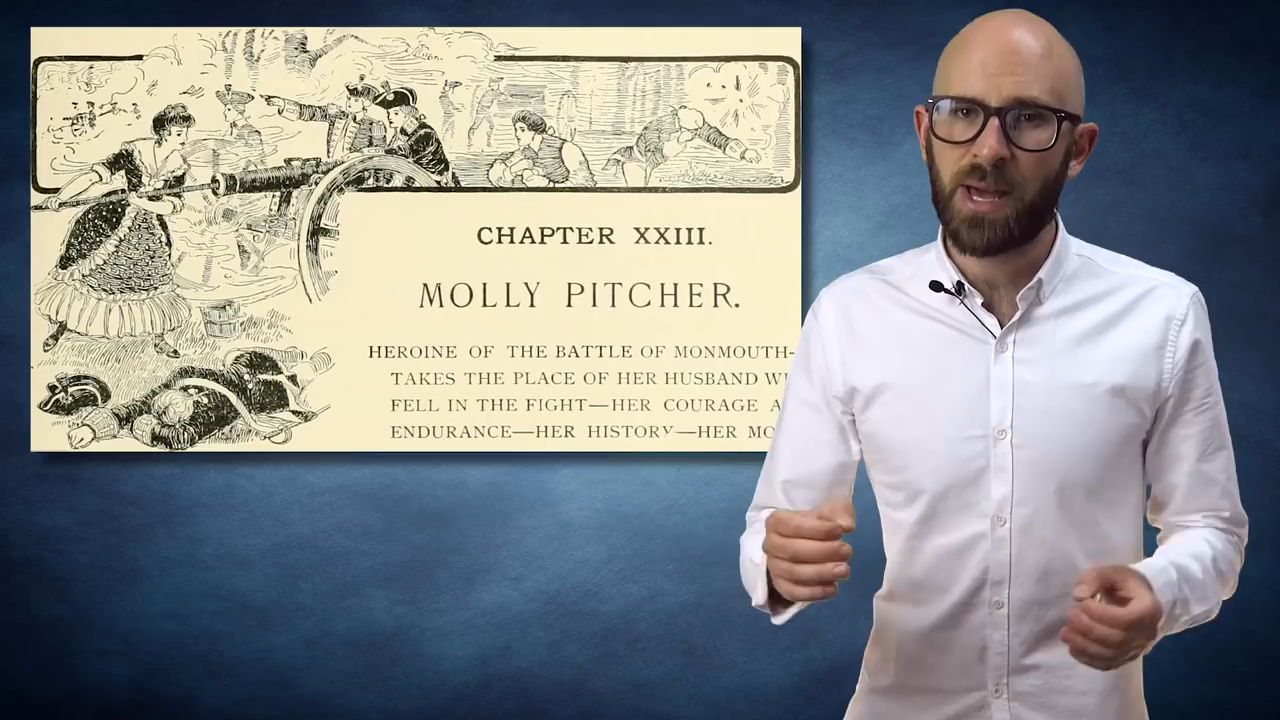 CHAPTER XXIII.
MOLLY PITCHER.
HEROINE OF THE BATTLE OF MONMOUTH-
TAKES THE PLACE OF HER HUSBAND
FELL IN THE FIGHT—HER COURAGE
ENDURANCE—HER HISTORY—HER